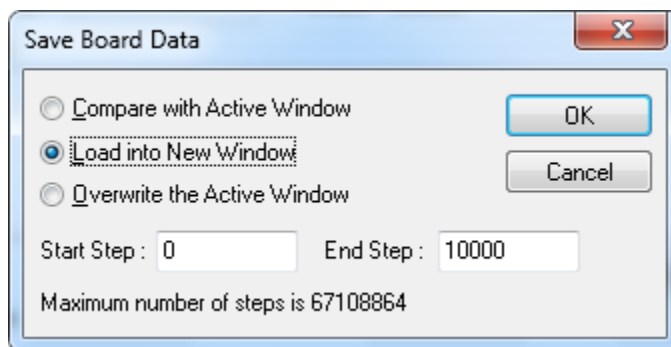 Save Board Data
Compare with Active Window
OK
Load into New Window
Cancel
Overwrite the Active Window
Start Step : 0 End Step : 10000
Maximum number of steps is 67108864